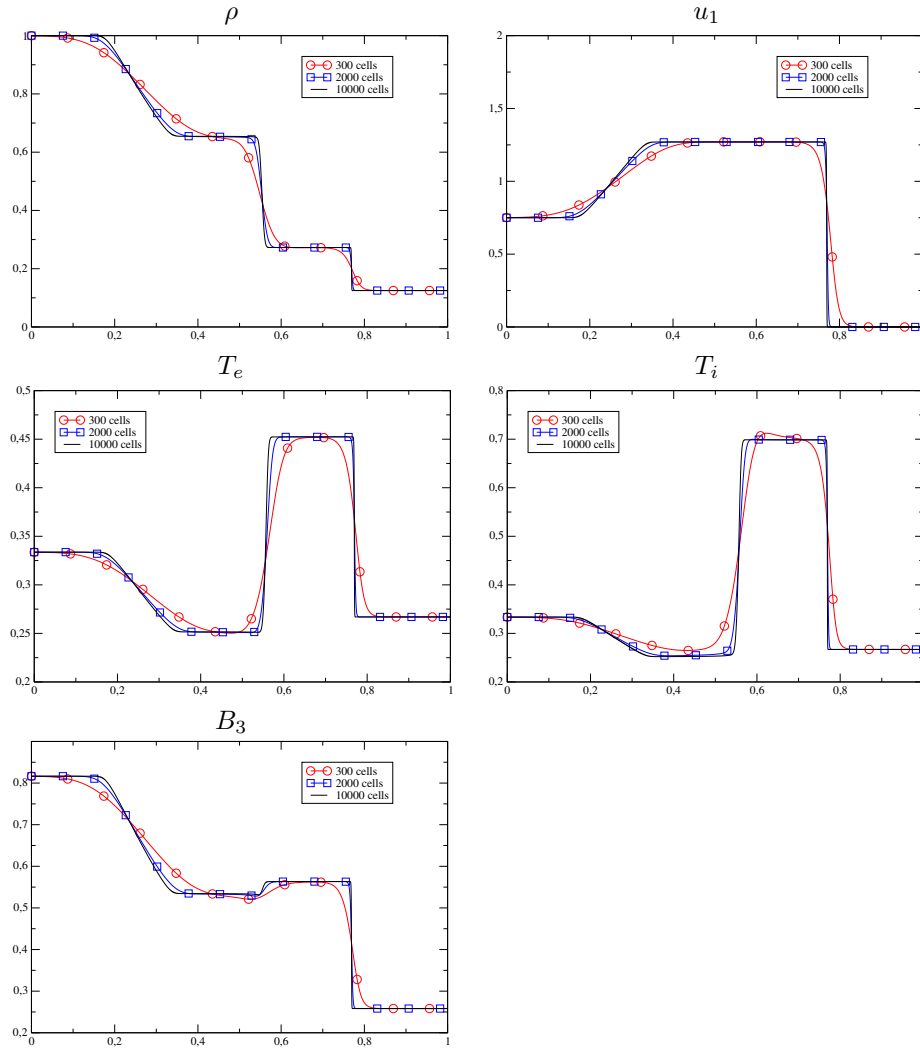 ρ
1
0,8
0,6
0,4
0,2
0
0 0,2 0,4 0,6 0,8 1
300 cells
2000 cells
10000 cells
u₁
2
1,5
1
0,5
0
0 0,2 0,4 0,6 0,8
300 cells
2000 cells
10000 cells
Tₑ
0,5
0,45
0,4
0,35
0,3
0,25
0,2
0 0,2 0,4 0,6 0,8 1
300 cells
2000 cells
10000 cells
Tᵢ
0,8
0,7
0,6
0,5
0,4
0,3
0,2
0 0,2 0,4 0,6 0,8
300 cells
2000 cells
10000 cells
B₃
0,8
0,7
0,6
0,5
0,4
0,3
0,2
0 0,2 0,4 0,6 0,8 1
300 cells
2000 cells
10000 cells